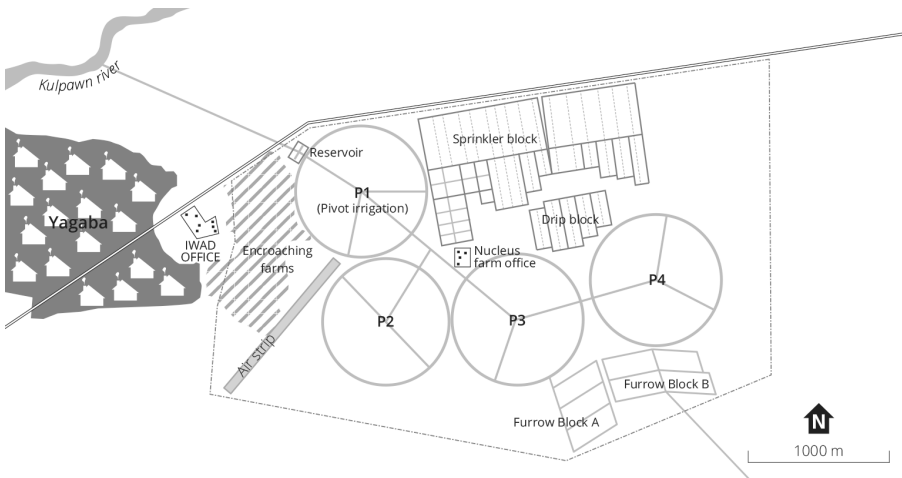 Kulpawn river
Reservoir
Sprinkler block
P1
(Pivot irrigation)
Yagaba
IWAD
OFFICE
Encroaching
farms
Drip block
Nucleus
farm office
P4
P2
P3
Air strip
Furrow Block B
Furrow Block A
N
1000 m